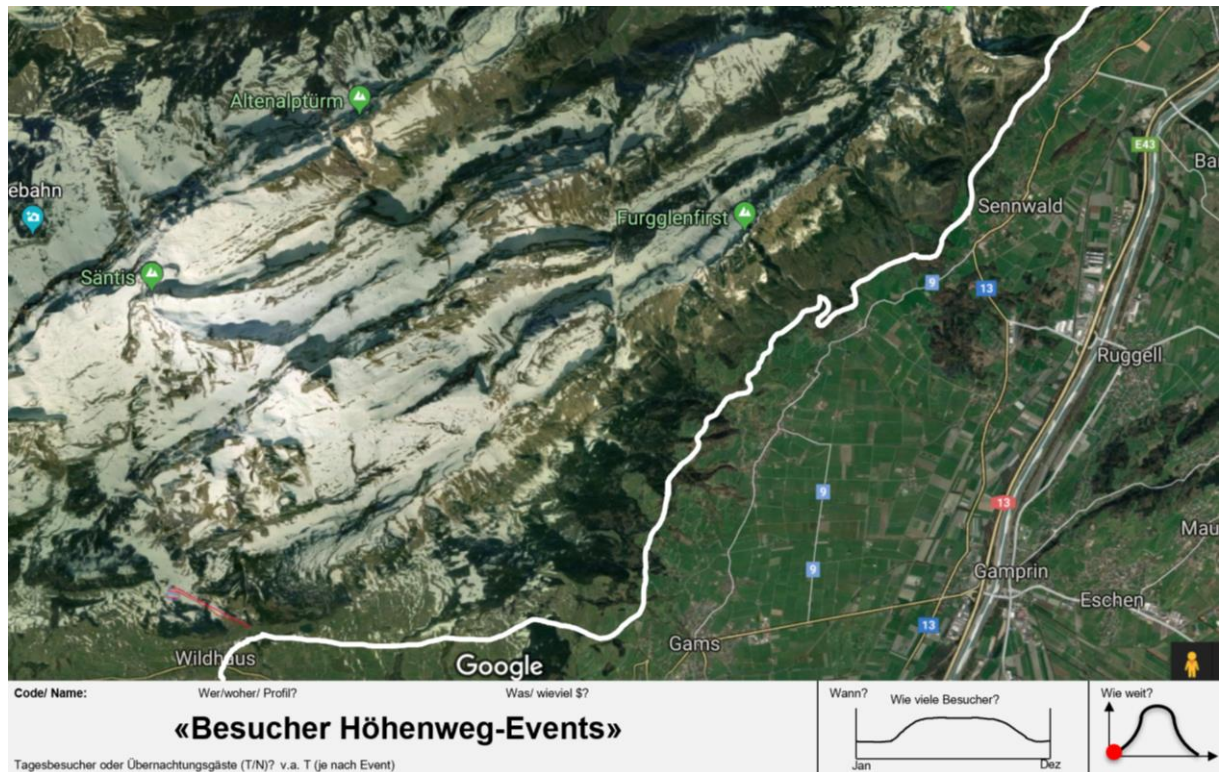 Altenalptürm
E43
Ba
ebahn
Sennwald
Furgglenfirst
Säntis
9
13
Ruggell
9
13
Mau
9
Gamprin
Eschen
13
Gams
Wildhaus
Google
Code/ Name:
Wer/woher/ Profil?
Was/ wieviel $?
«Besucher Höhenweg-Events»
Tagesbesucher oder Übernachtungsgäste (T/N)? v.a. T (je nach Event)
Wann?
Wie viele Besucher?
Jan
Dez
Wie weit?